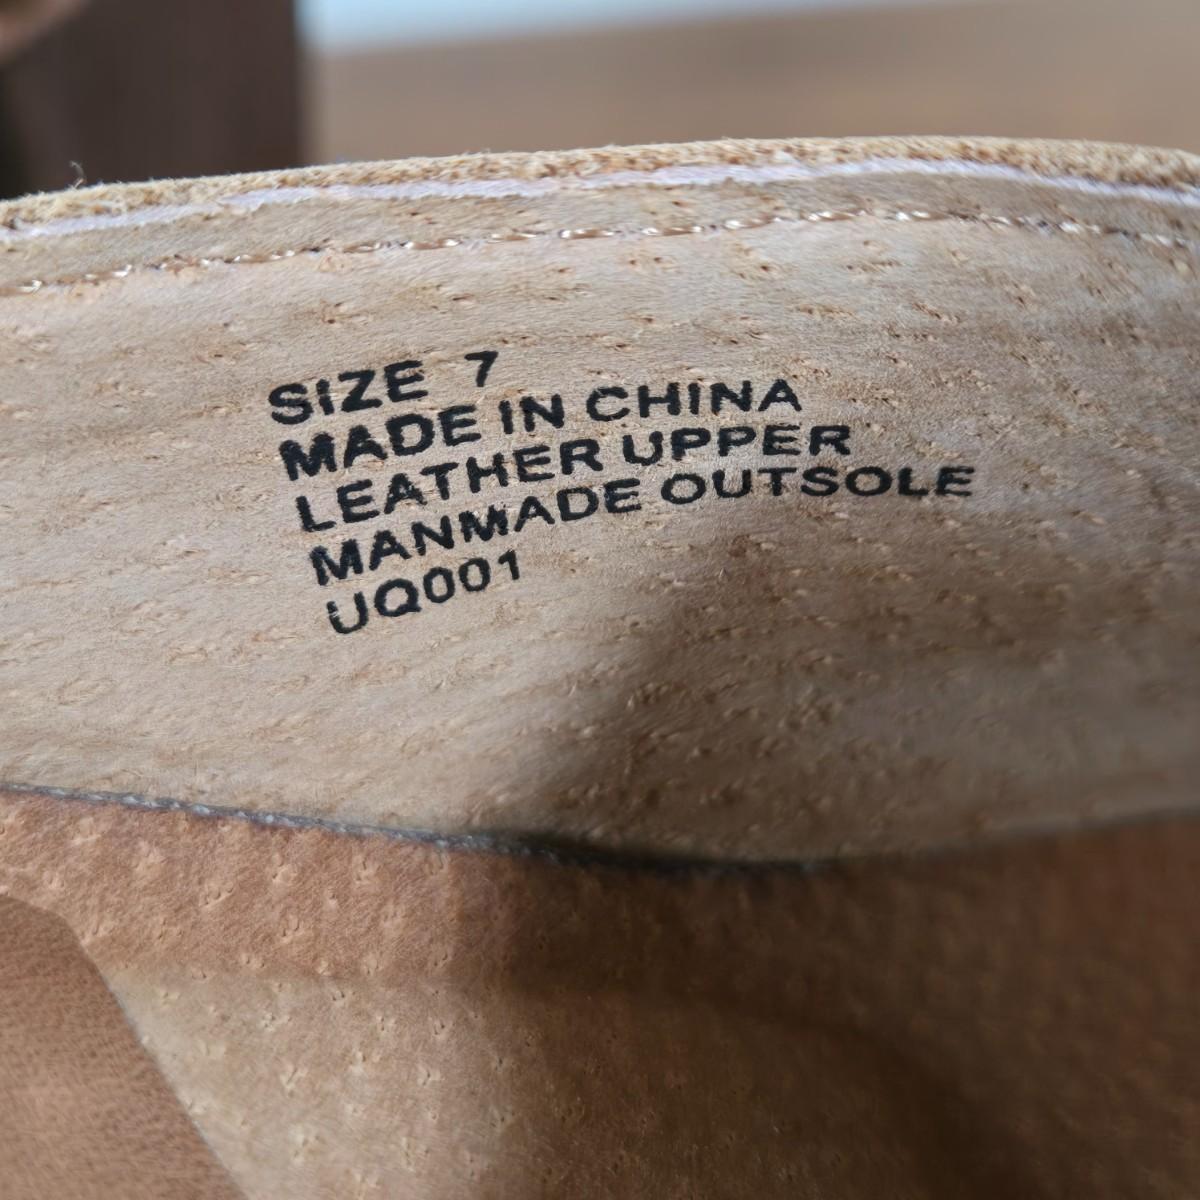 SIZE 7
MADE IN CHINA
LEATHER UPPER
MANMADE OUTSOLE
UQ001